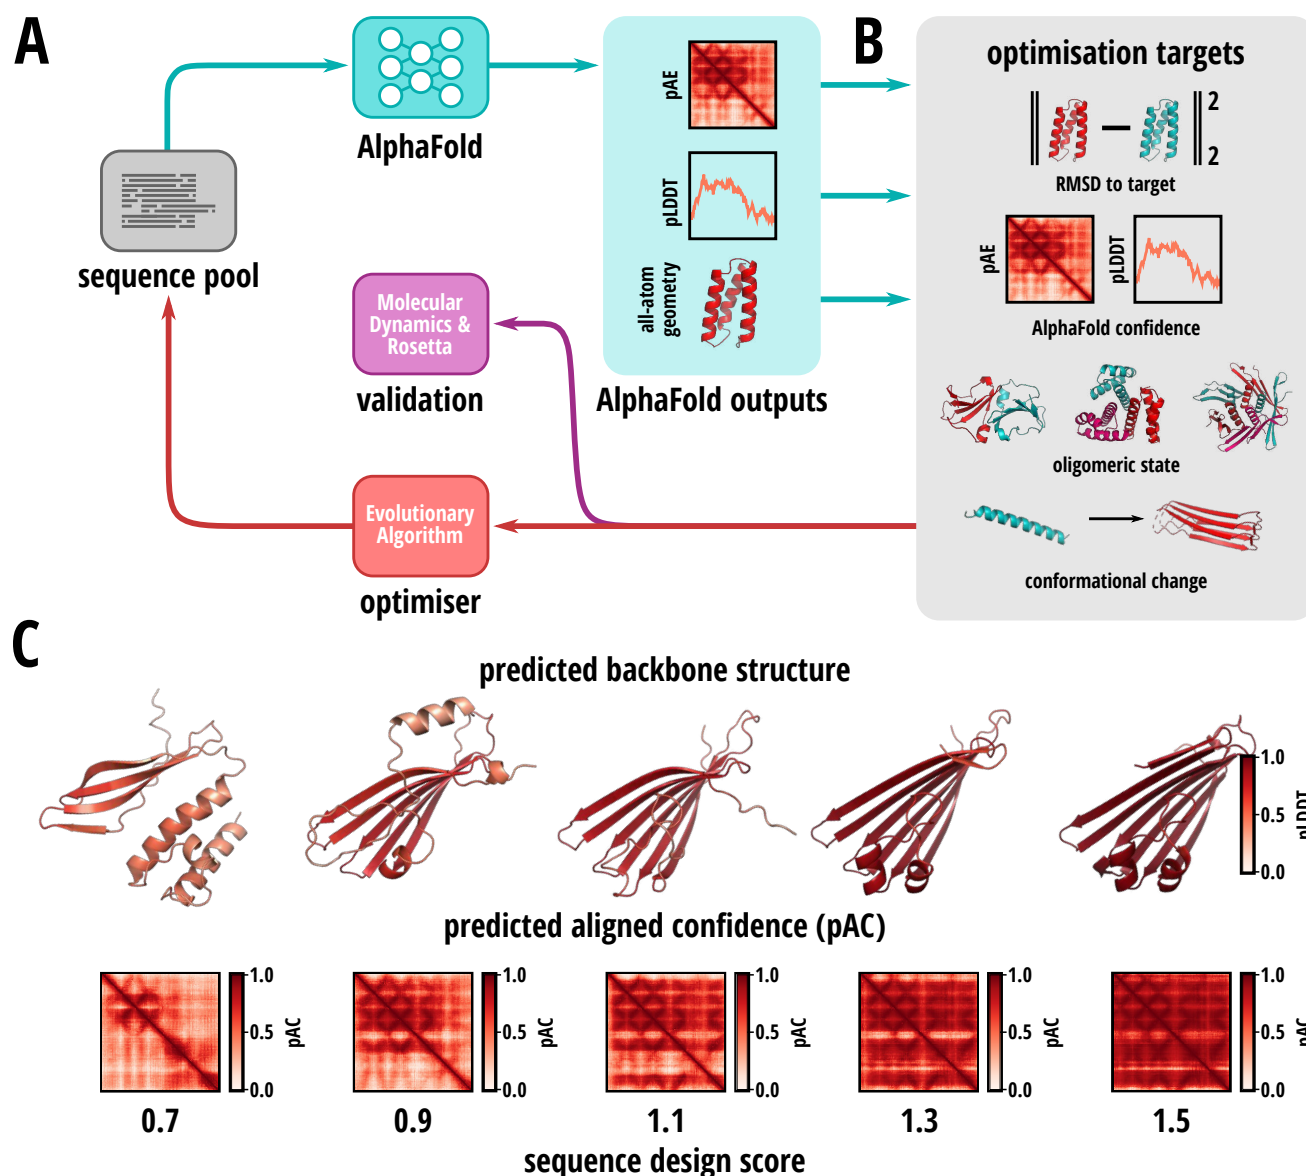 A
AlphaFold
sequence pool
Molecular
Dynamics &
Rosetta
validation
Evolutionary
Algorithm
optimiser
pAE
pLDDT
all-atom
geometry
AlphaFold outputs
B
optimisation targets
2
2
RMSD to target
pAE
pLDDT
AlphaFold confidence
oligomeric state
conformational change
C
predicted backbone structure
1.0
0.5
0.0
pLDDT
predicted aligned confidence (pAC)
1.0
0.5
0.0
pAC
1.0
0.5
0.0
pAC
1.0
0.5
0.0
pAC
1.0
0.5
0.0
pAC
1.0
0.5
0.0
pAC
0.7
0.9
1.1
1.3
1.5
sequence design score